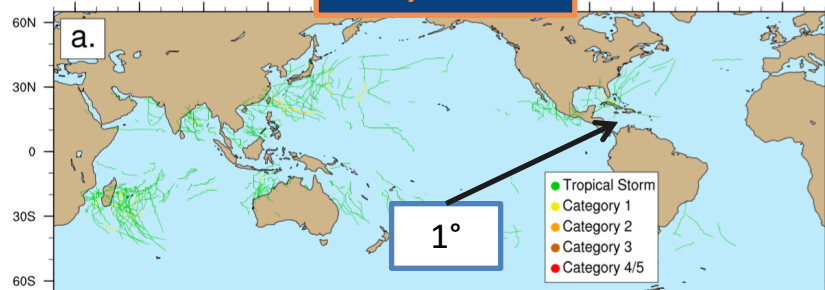 60N
a.
30N
0
30S
60S
1°
Tropical Storm
Category 1
Category 2
Category 3
Category 4/5